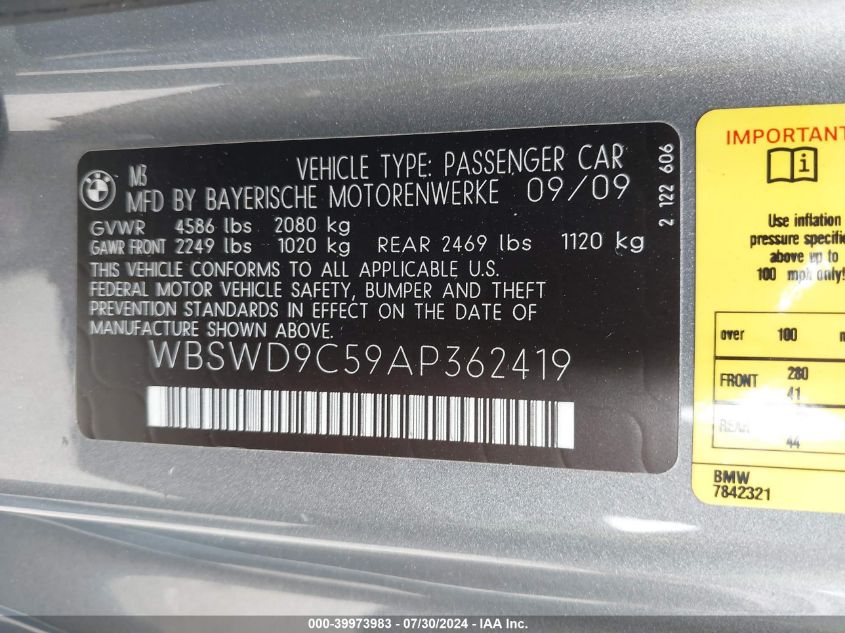 M3
VEHICLE TYPE: PASSENGER CAR
MFD BY BAYERISCHE MOTORENWERKE 09/09
GVWR 4586 lbs 2080 kg
GAWR FRONT 2249 lbs 1020 kg REAR 2469 lbs 1120 kg
THIS VEHICLE CONFORMS TO ALL APPLICABLE U.S.
FEDERAL MOTOR VEHICLE SAFETY, BUMPER AND THEFT
PREVENTION STANDARDS IN EFFECT ON THE DATE OF
MANUFACTURE SHOWN ABOVE.
WBSWD9C59AP362419
2 122 606
IMPORTANT
i
Use inflation
pressure
above up to
100 mph only!
over 100
FRONT 280
41
REAR
44
BMW
7842321
000-39973983 / 07/30/2024 - IAA Inc.